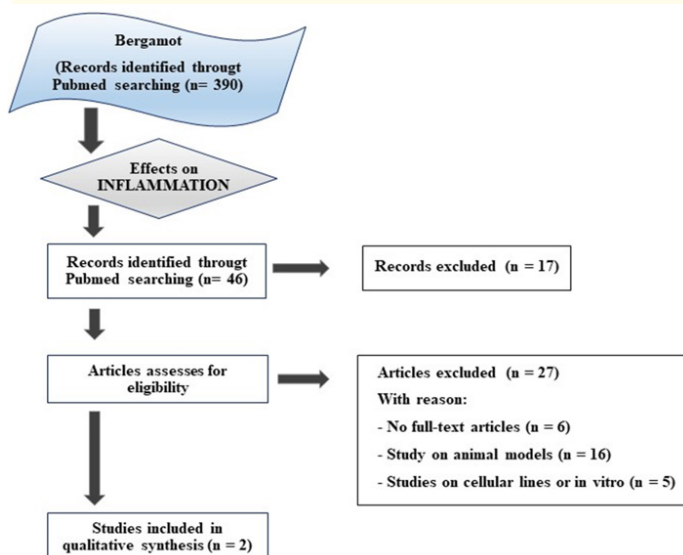 Bergamot
(Records identified througt
Pubmed searching (n= 390)
Effects on
INFLAMMATION
Records identified througt
Pubmed searching (n= 46)
Records excluded (n = 17)
Articles assesses for
eligibility
Articles excluded (n = 27)
With reason:
- No full-text articles (n = 6)
- Study on animal models (n = 16)
- Studies on cellular lines or in vitro (n = 5)
Studies included in
qualitative synthesis (n = 2)